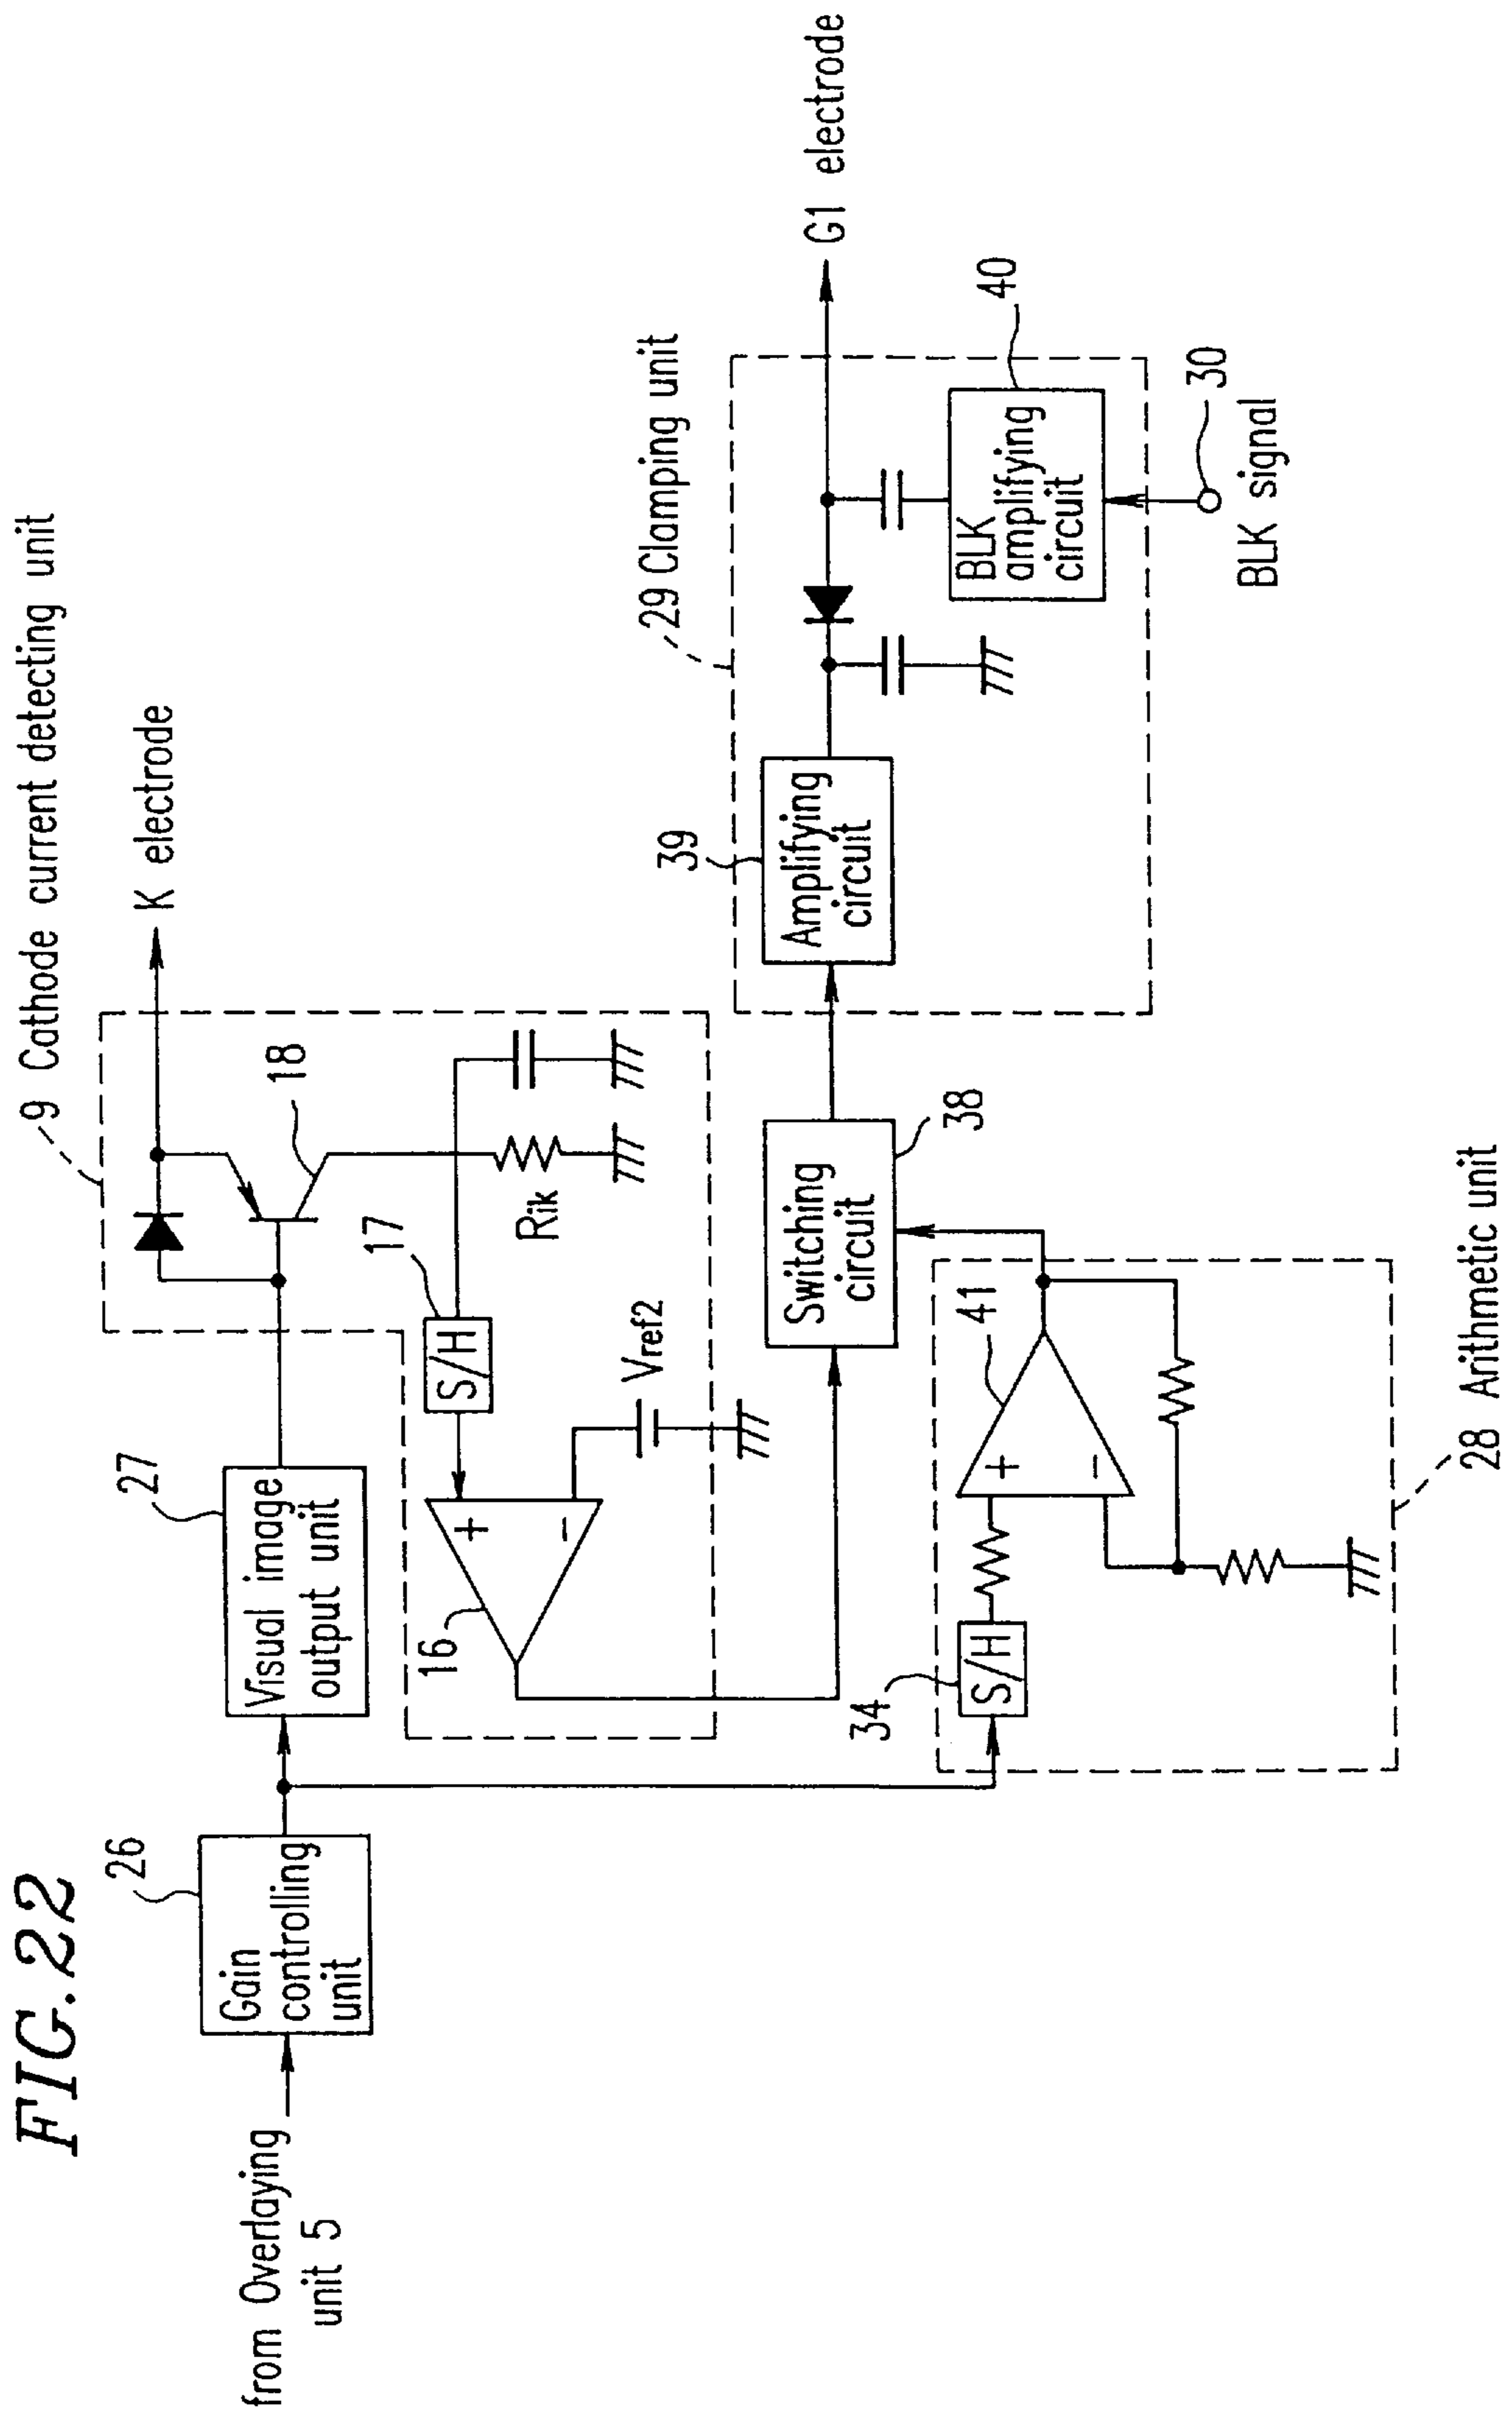 FIG.22
from Overlaying
unit 5
26
Gain
controlling
unit
27
Visual image
output unit
9 Cathode current detecting unit
K electrode
18
17
S/H
Rik
16
+
−
Vref2
38
Switching
circuit
34
S/H
41
+
−
28 Arithmetic unit
29 Clamping unit
39
Amplifying
circuit
G1 electrode
40
BLK
amplifying
circuit
30
BLK signal